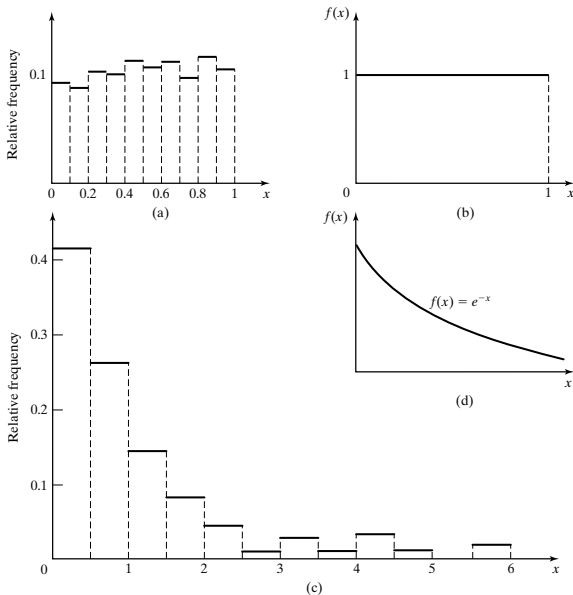 Relative frequency
0.1
0 0.2 0.4 0.6 0.8 1 x
(a)
f(x)
1
0 1 x
(b)
Relative frequency
0.4
0.3
0.2
0.1
0 1 2 3 4 5 6 x
(c)
f(x)
f(x) = e⁻ˣ
x
(d)